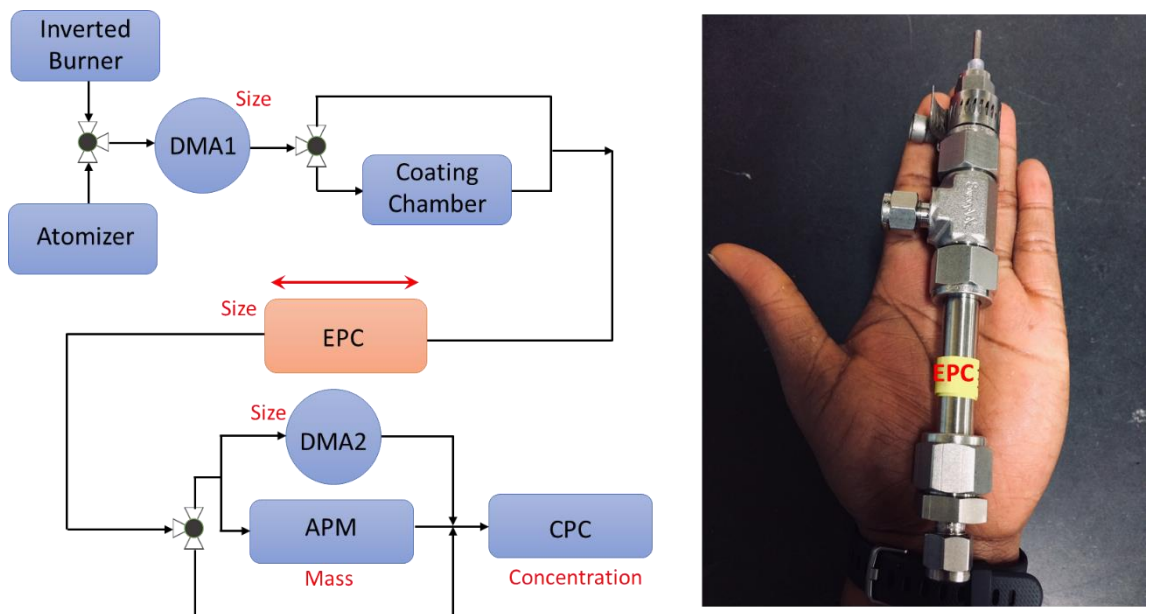 Inverted
Burner
Size
DMA1
Coating
Chamber
Atomizer
Size
EPC
Size
DMA2
APM
CPC
Mass
Concentration
EPC